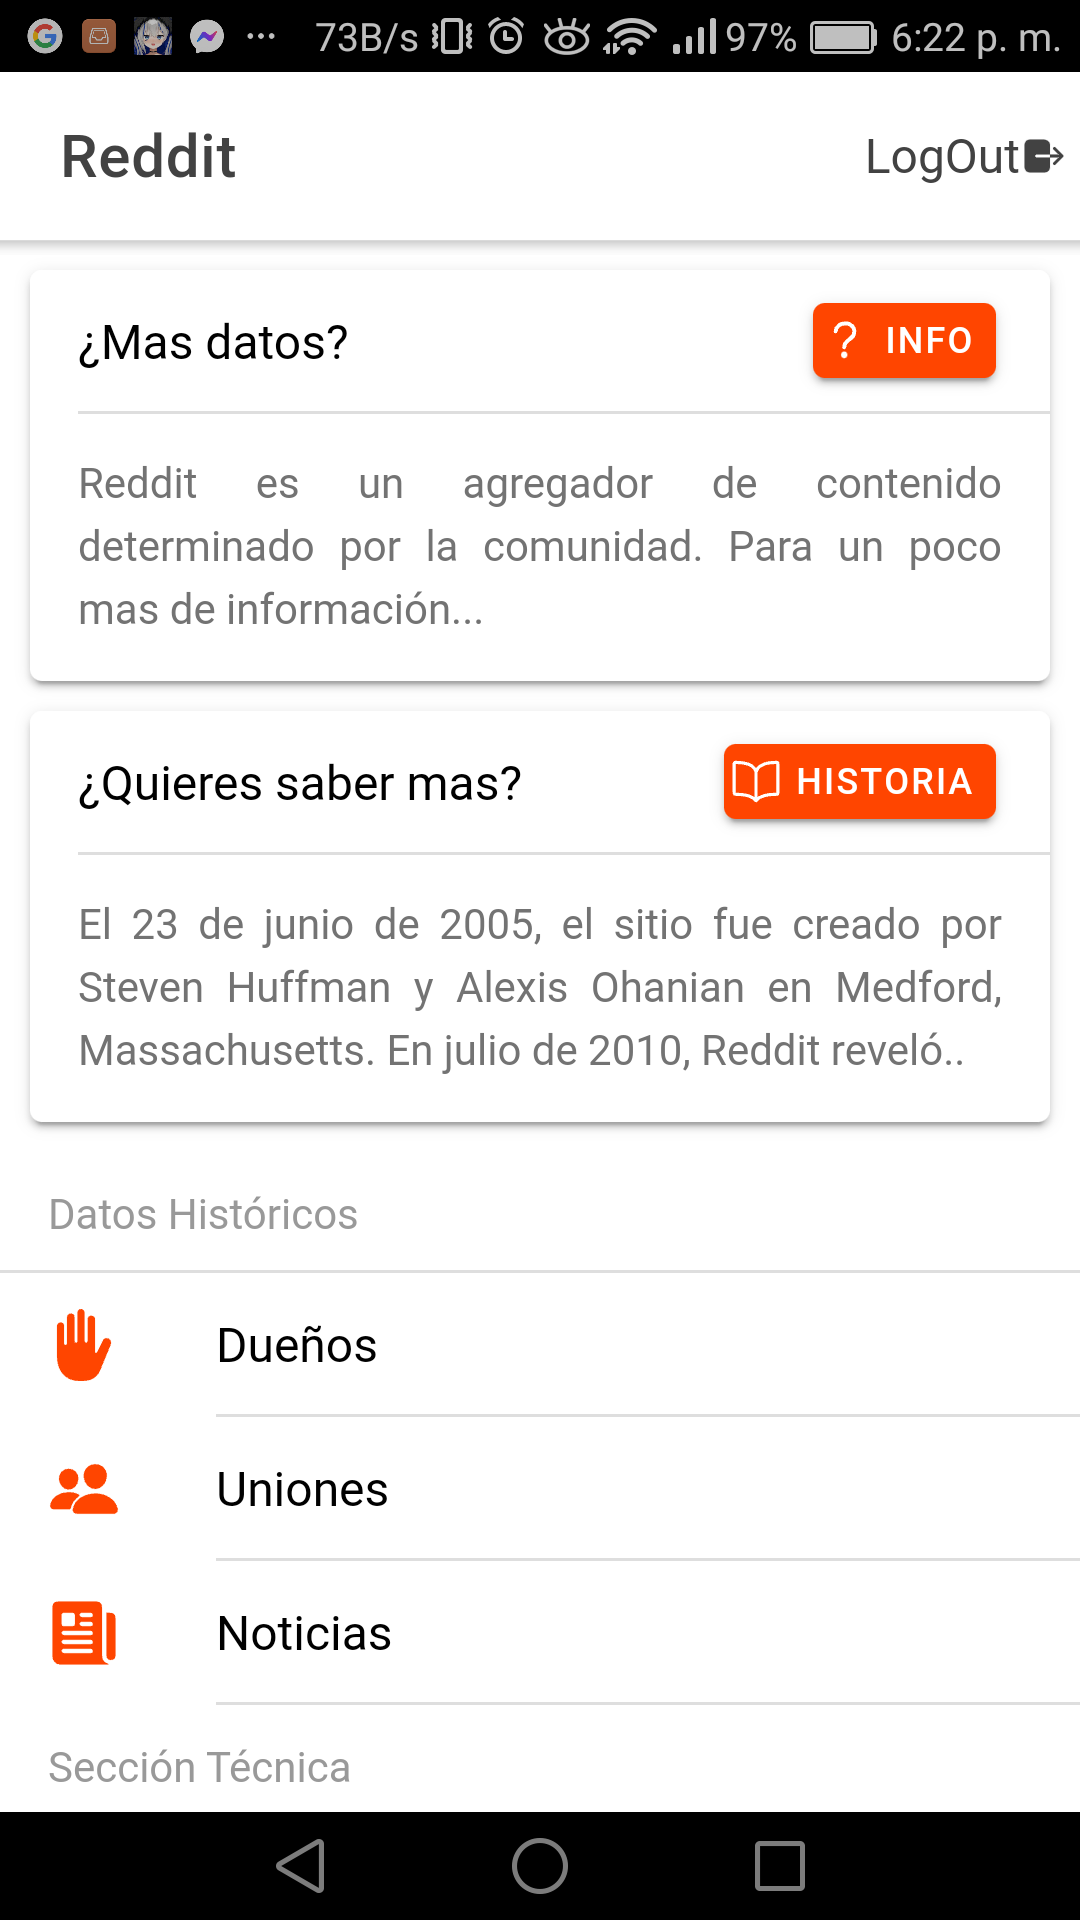 73B/s 97% 6:22 p. m.
Reddit LogOut
¿Mas datos? ? INFO
Reddit es un agregador de contenido
determinado por la comunidad. Para un poco
mas de información...
¿Quieres saber mas? HISTORIA
El 23 de junio de 2005, el sitio fue creado por
Steven Huffman y Alexis Ohanian en Medford,
Massachusetts. En julio de 2010, Reddit reveló..
Datos Históricos
Dueños
Uniones
Noticias
Sección Técnica